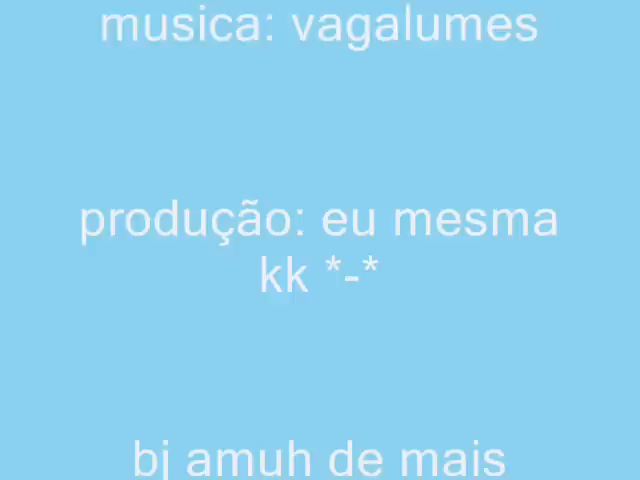 musica: vagalumes
produção: eu mesma
kk *-*
bj amuh de mais